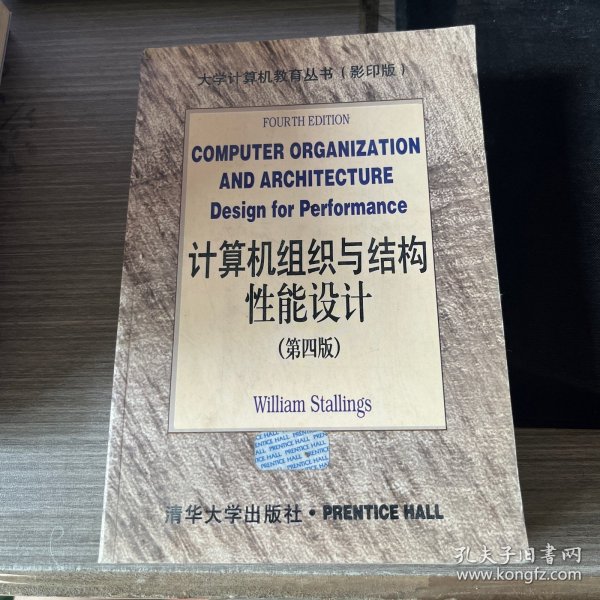 大学计算机教育丛书（影印版）
FOURTH EDITION
COMPUTER ORGANIZATION
AND ARCHITECTURE
Design for Performance
计算机组织与结构
性能设计
(第四版)
William Stallings
PRENTICE HALL
清华大学出版社·PRENTICE HALL
孔夫子旧书网
www.kongfz.com